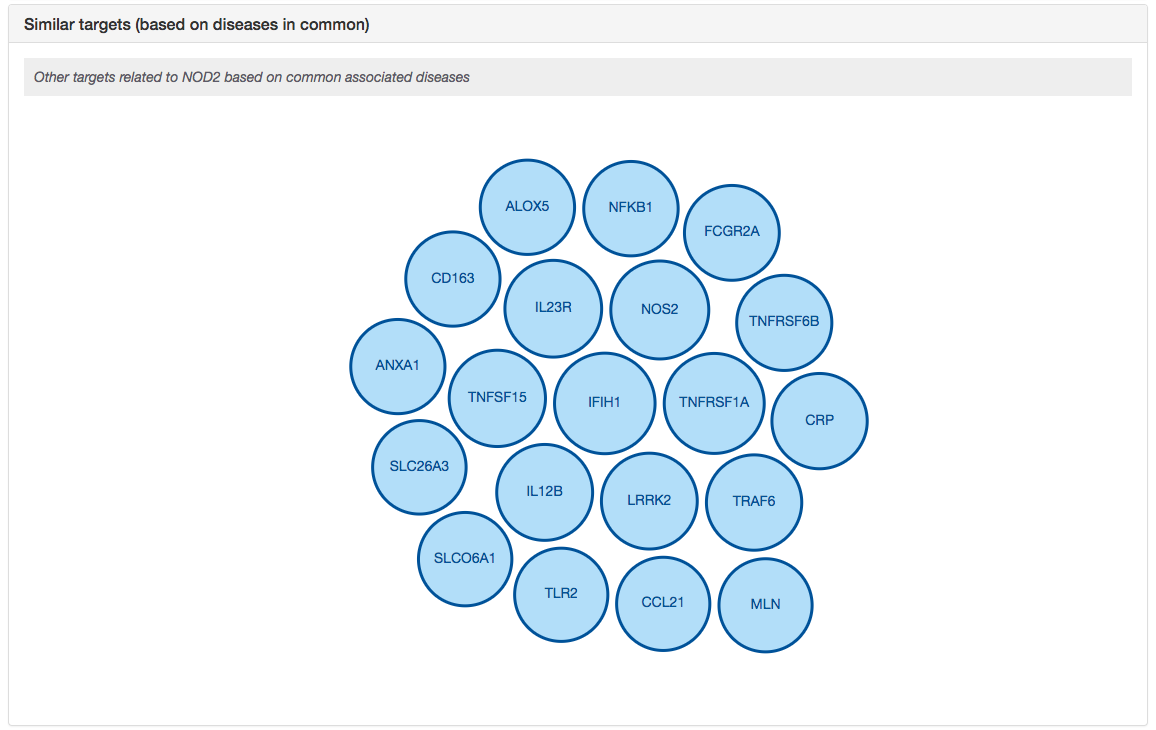 Similar targets (based on diseases in common)
Other targets related to NOD2 based on common associated diseases
ALOX5
NFKB1
FCGR2A
CD163
IL23R
NOS2
TNFRSF6B
ANXA1
TNFSF15
IFIH1
TNFRSF1A
CRP
SLC26A3
IL12B
LRRK2
TRAF6
SLCO6A1
TLR2
CCL21
MLN